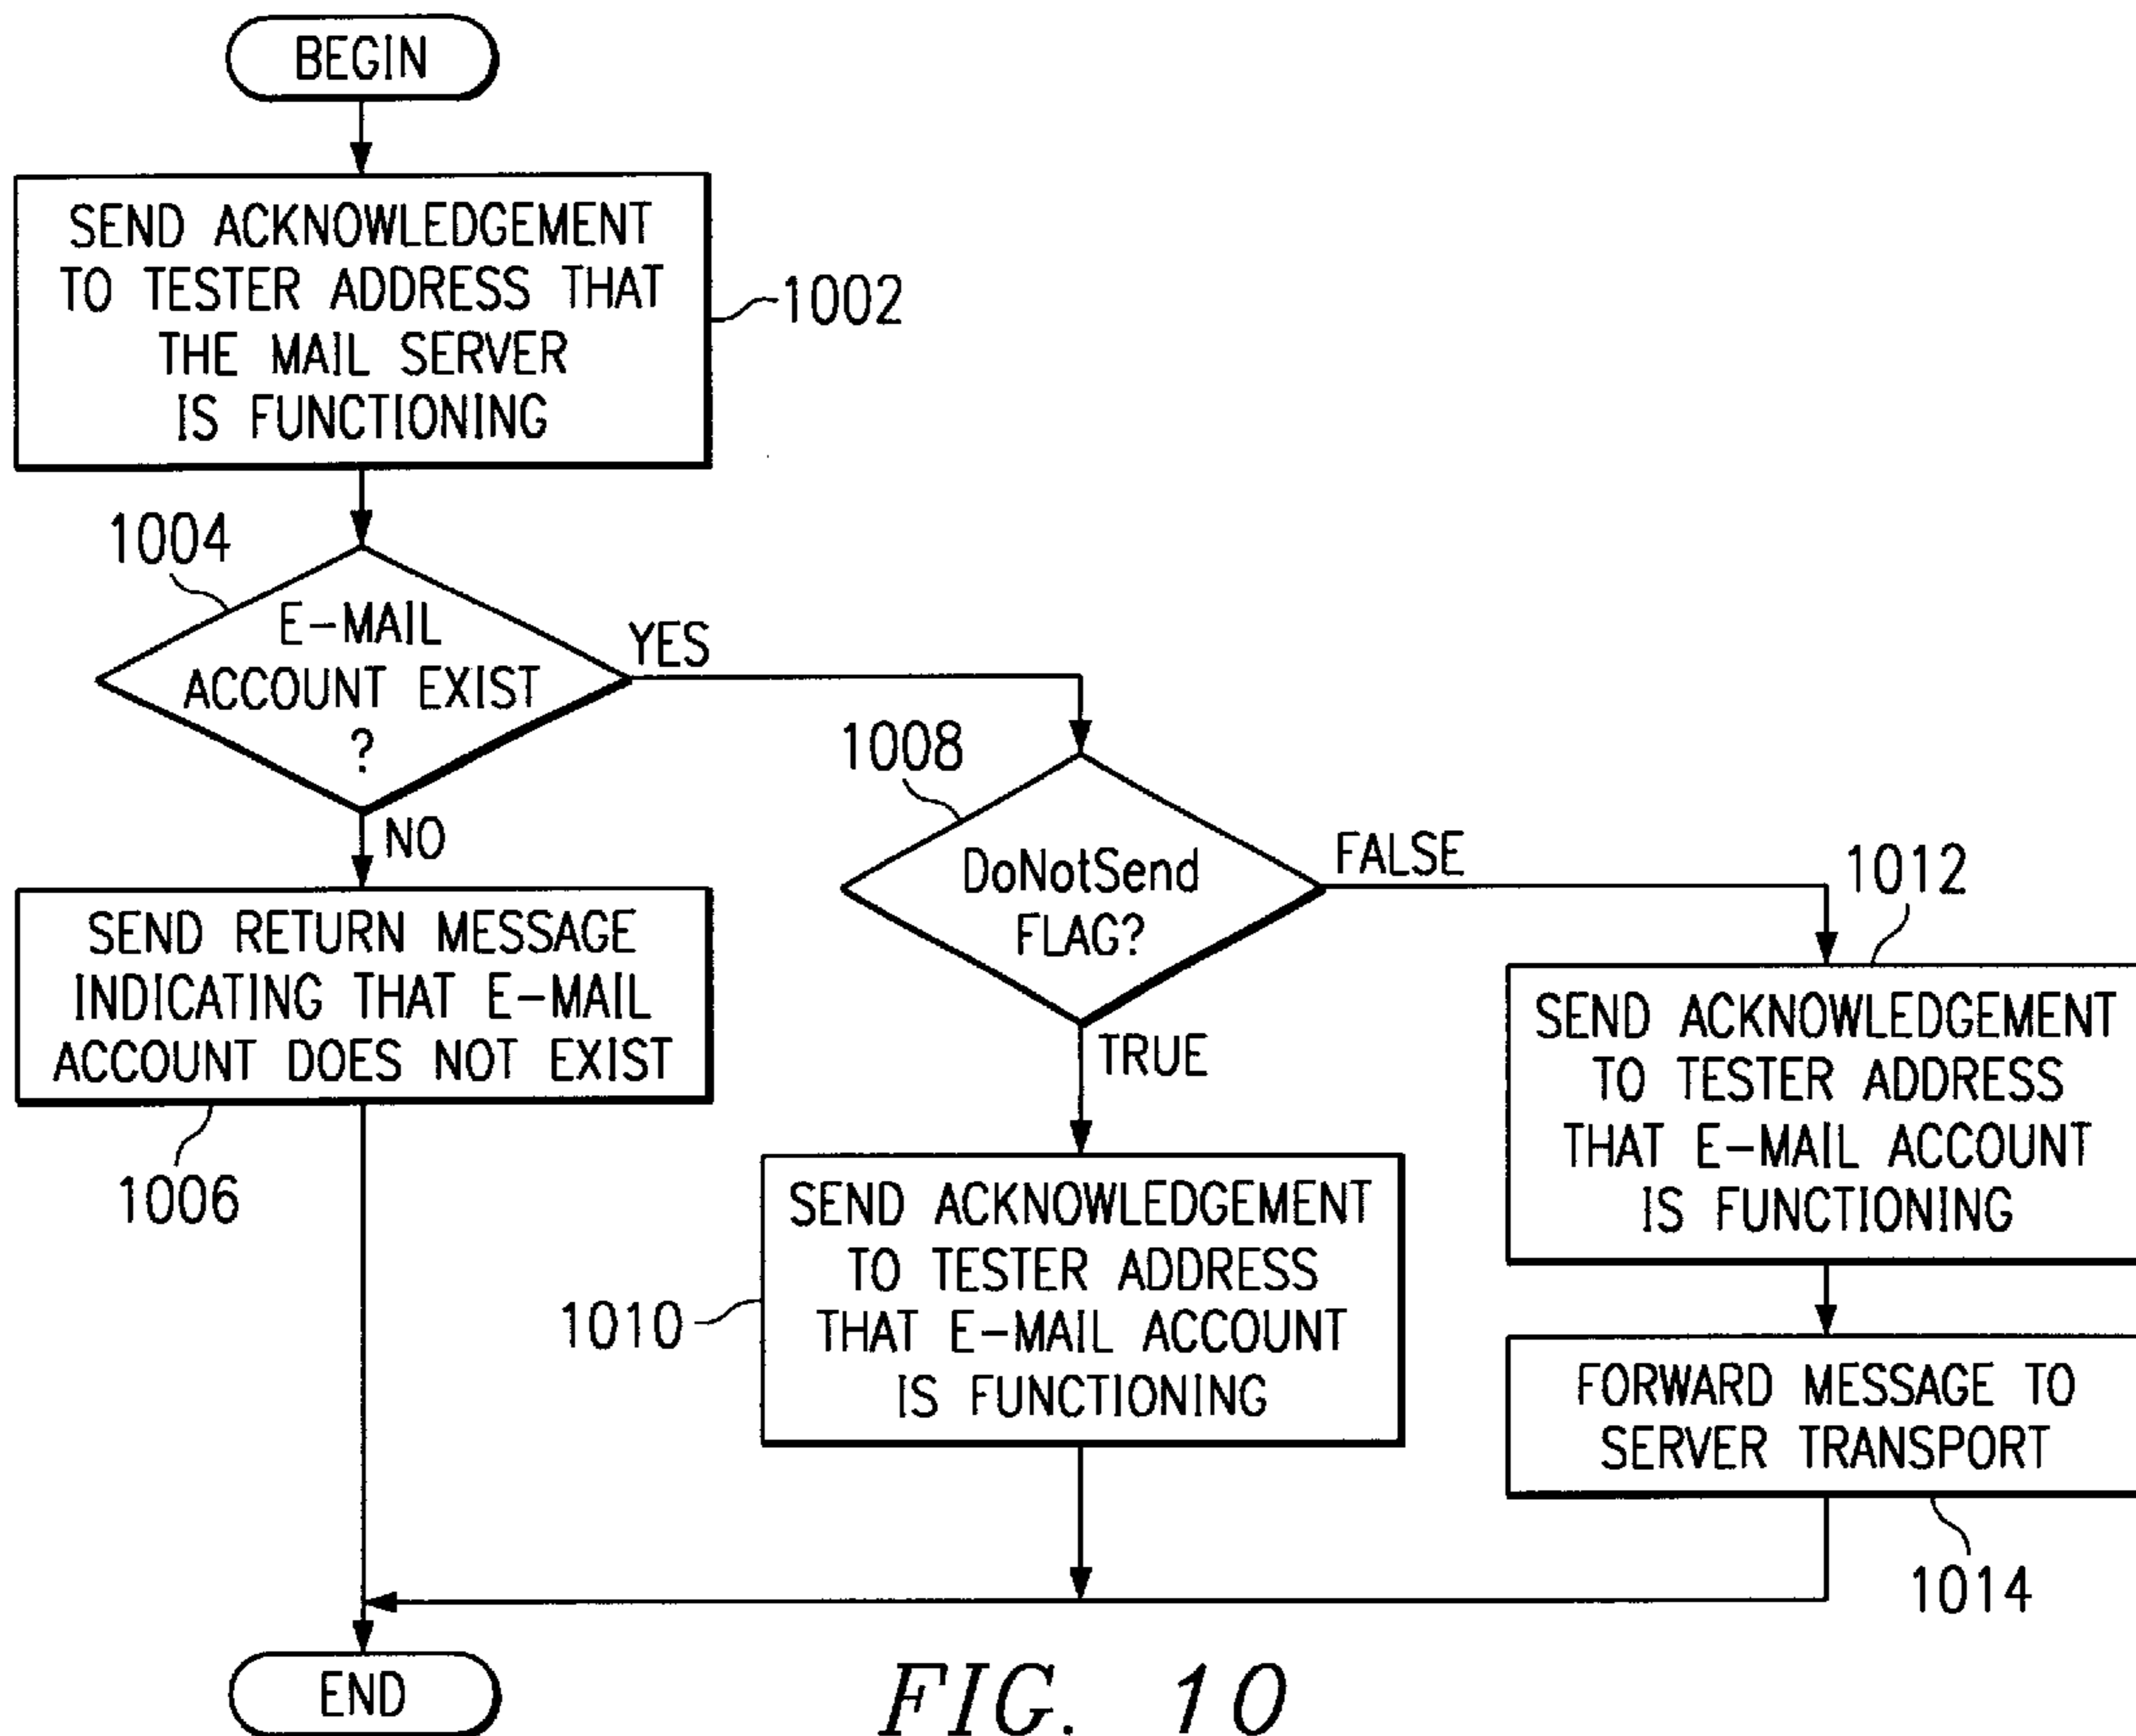 BEGIN
SEND ACKNOWLEDGEMENT
TO TESTER ADDRESS THAT
THE MAIL SERVER
IS FUNCTIONING
1002
1004
E-MAIL
ACCOUNT EXIST
?
YES
NO
SEND RETURN MESSAGE
INDICATING THAT E-MAIL
ACCOUNT DOES NOT EXIST
1006
1008
DoNotSend
FLAG?
FALSE
TRUE
SEND ACKNOWLEDGEMENT
TO TESTER ADDRESS
THAT E-MAIL ACCOUNT
IS FUNCTIONING
1010
1012
SEND ACKNOWLEDGEMENT
TO TESTER ADDRESS
THAT E-MAIL ACCOUNT
IS FUNCTIONING
FORWARD MESSAGE TO
SERVER TRANSPORT
1014
END
FIG. 10